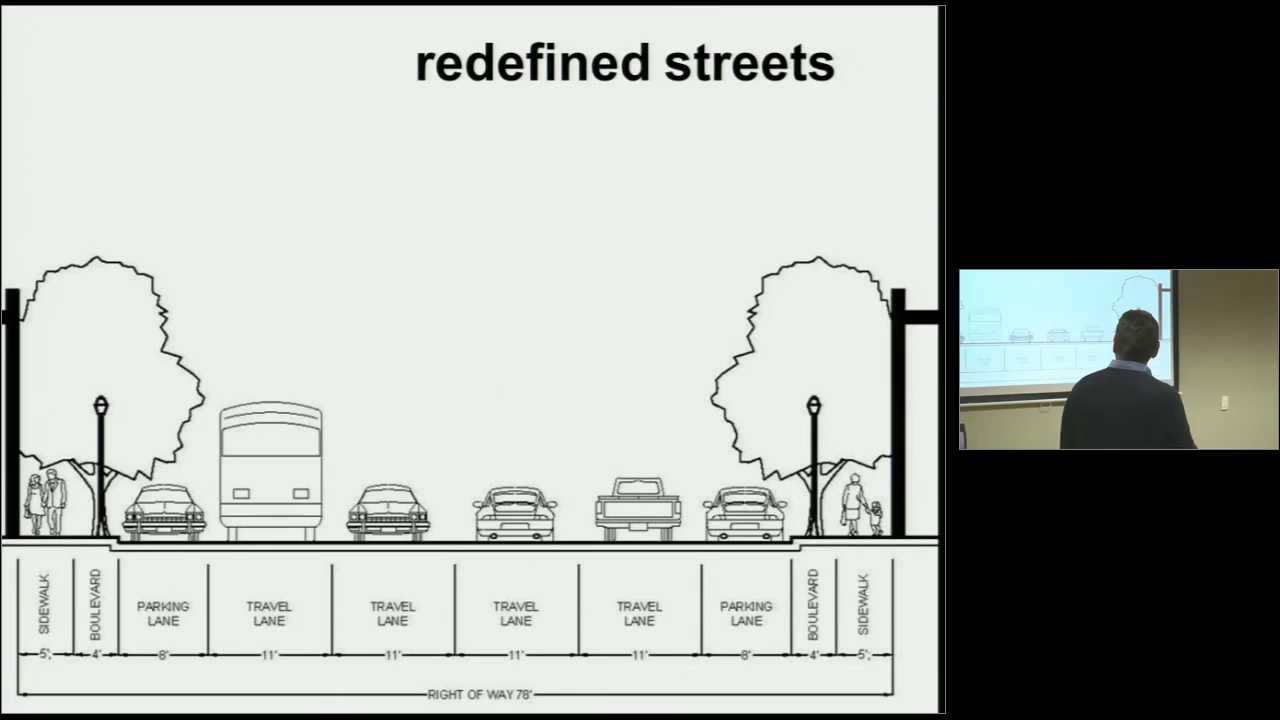 redefined streets
SIDEWALK
BOULEVARD
PARKING
LANE
TRAVEL
LANE
TRAVEL
LANE
TRAVEL
LANE
TRAVEL
LANE
PARKING
LANE
BOULEVARD
SIDEWALK
5'
4'
8'
11'
11'
11'
11'
8'
4'
5'
RIGHT OF WAY 78'